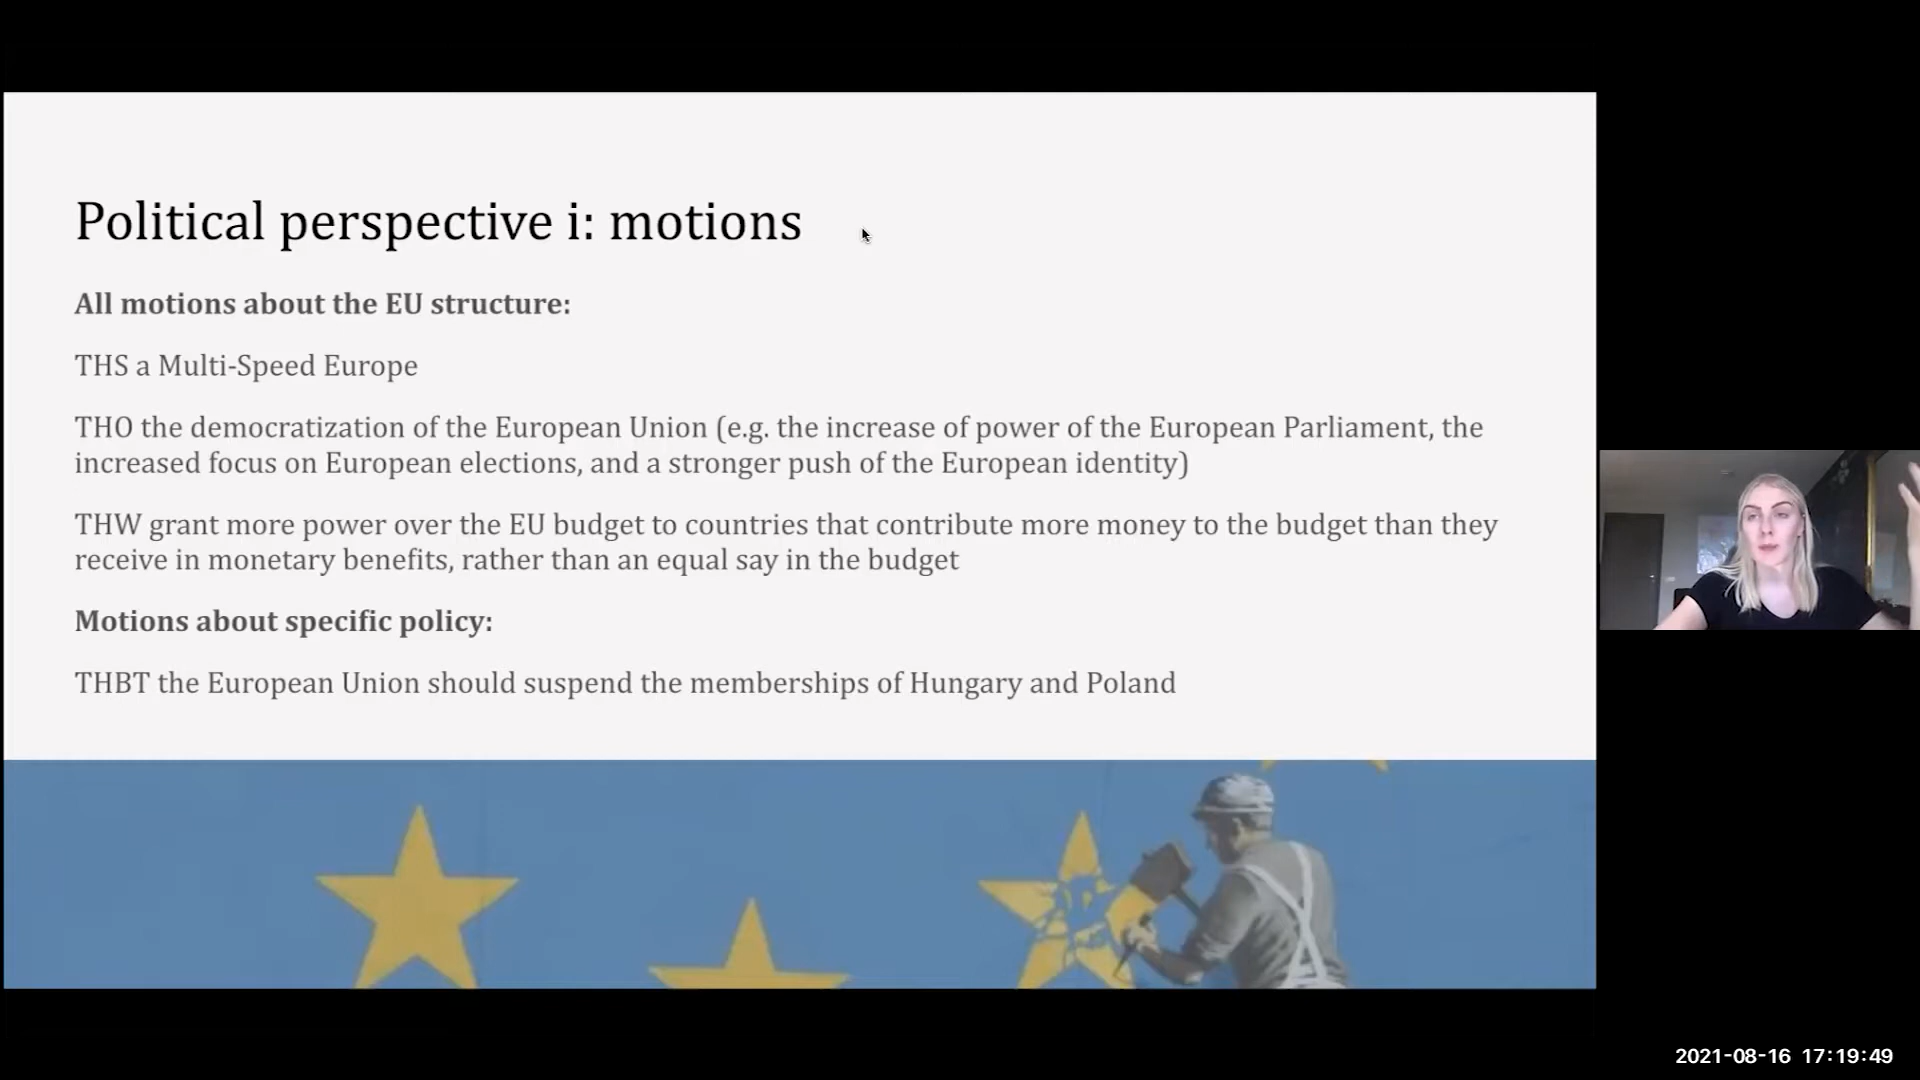 Political perspective i: motions
All motions about the EU structure:
THS a Multi-Speed Europe
THO the democratization of the European Union (e.g. the increase of power of the European Parliament, the
increased focus on European elections, and a stronger push of the European identity)
THW grant more power over the EU budget to countries that contribute more money to the budget than they
receive in monetary benefits, rather than an equal say in the budget
Motions about specific policy:
THBT the European Union should suspend the memberships of Hungary and Poland
2021-08-16 17:19:49